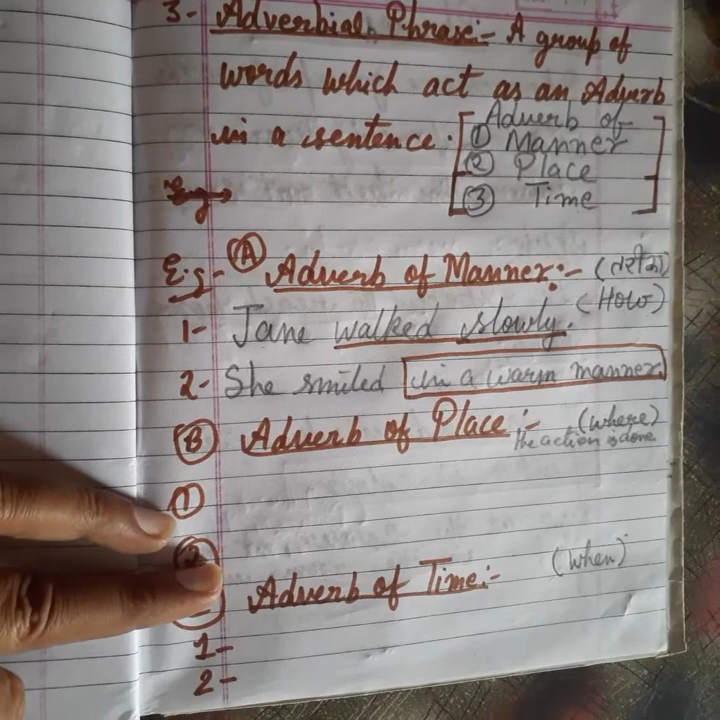 3- Adverbial Phrase:- A group of
words which act as an Adverb
in a sentence. [Adverb of
① Manner
② Place
③ Time]
E.g- Ⓐ Adverb of Manner:- (तरीका)
(How)
1- Jane walked slowly.
2- She smiled in a warm manner.
Ⓑ Adverb of Place:- (where)
the action is done
①
②
Adverb of Time:- (when)
1-
2-